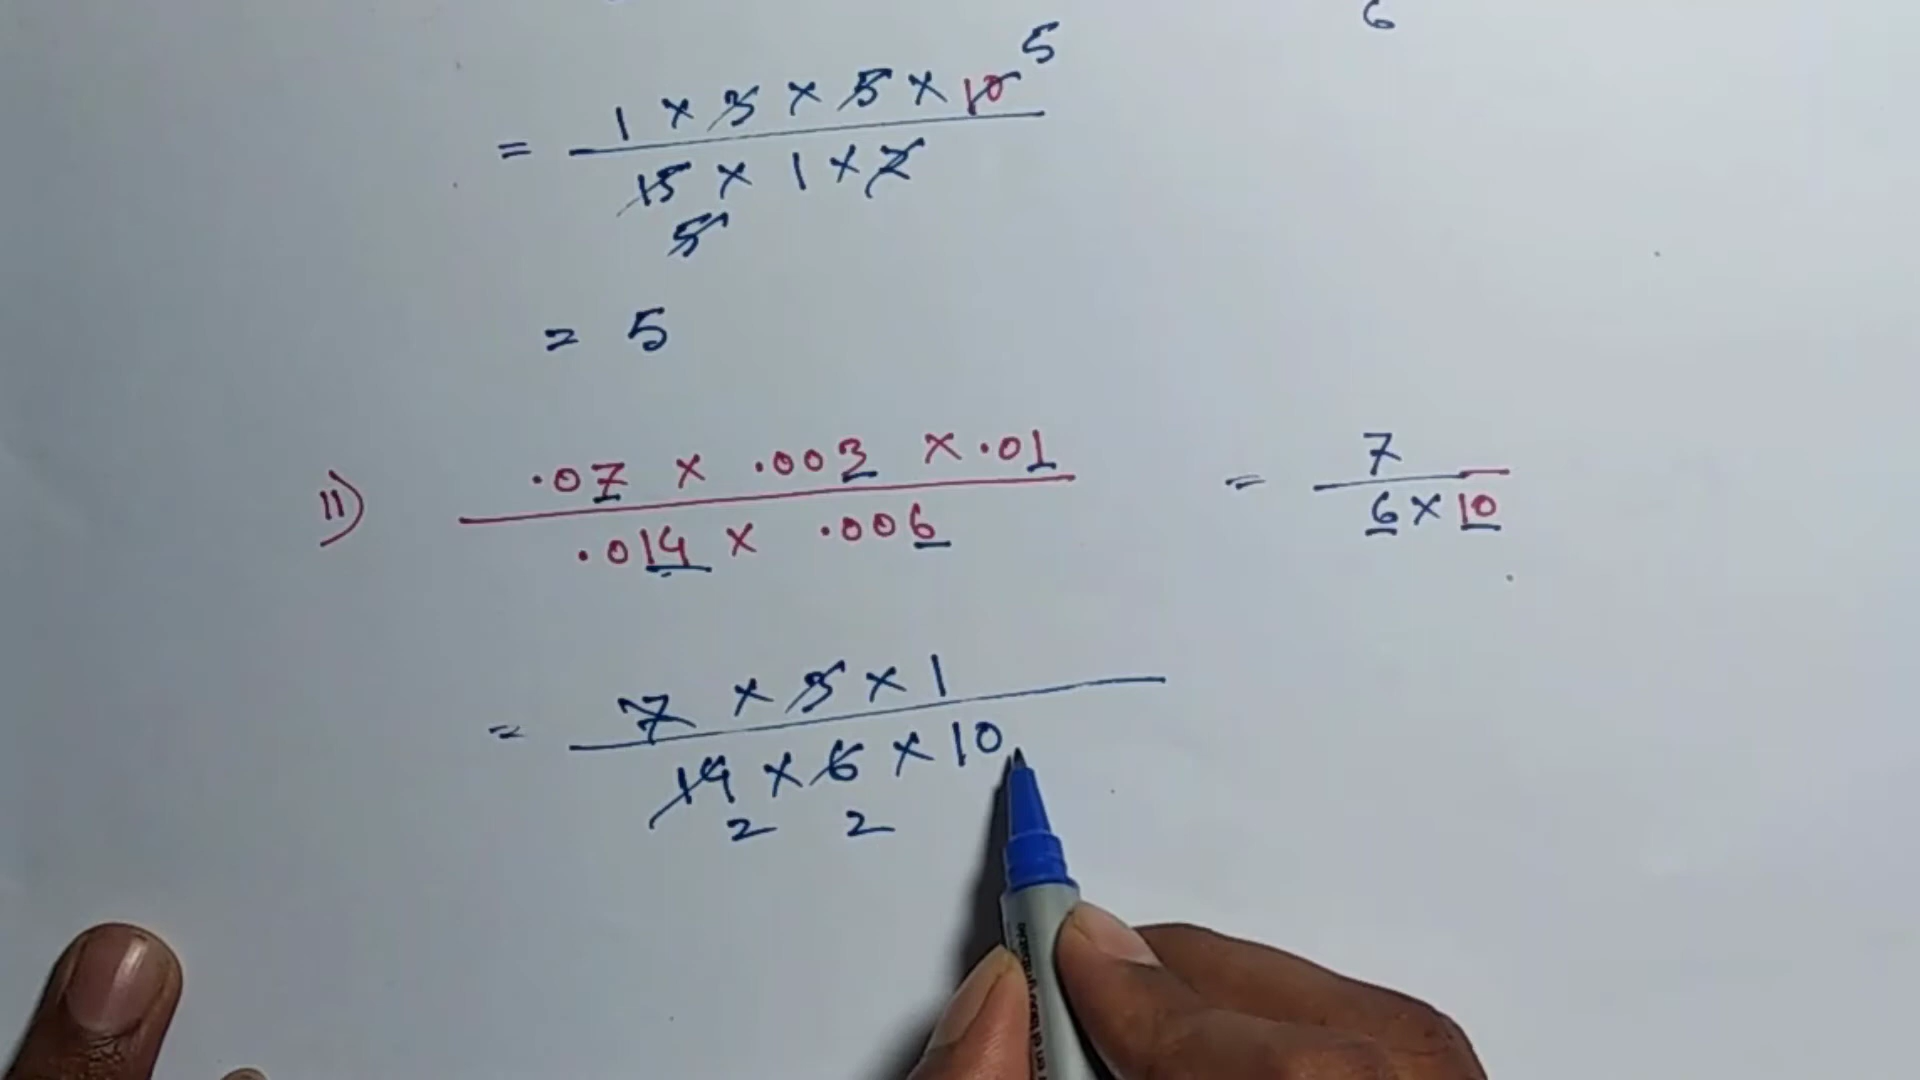 6
5
= 1 × 3 × 5 × 10
15 × 1 × 2
5
= 5
11) .07 × .003 × .01
.014 × .006
= 7
6 × 10
= 7 × 3 × 1
14 × 6 × 10
2 2